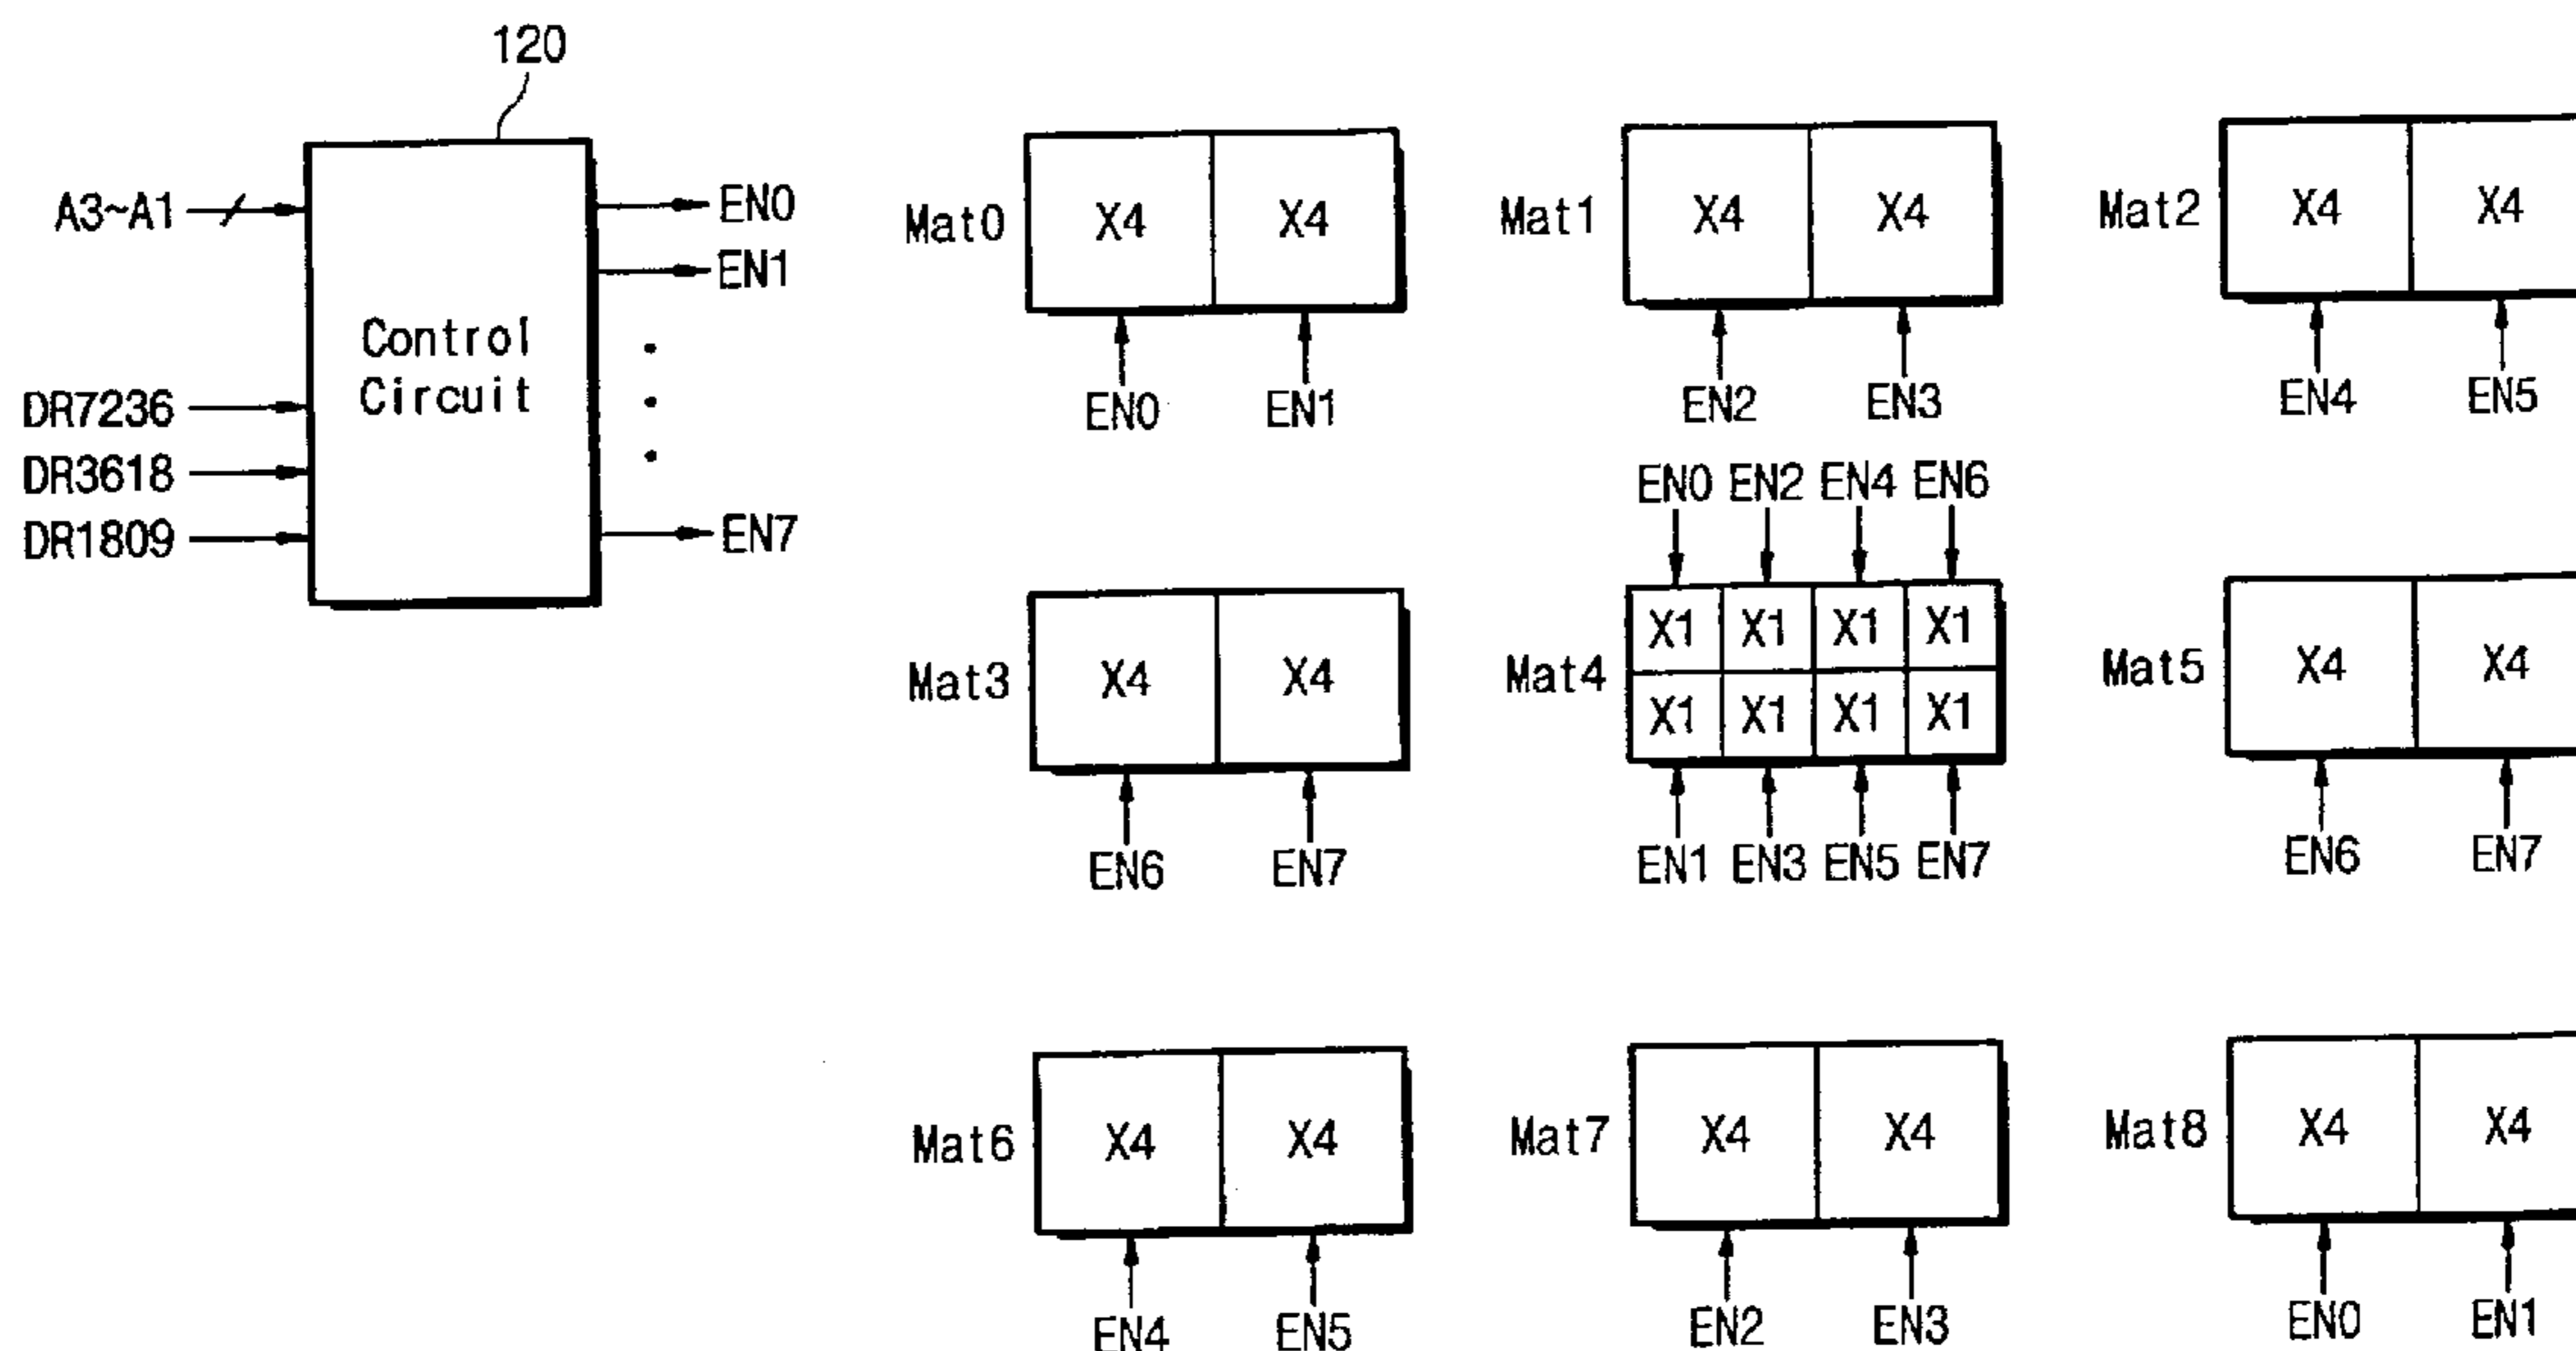 120
A3~A1
DR7236
DR3618
DR1809
Control
Circuit
EN0
EN1
EN7
Mat0 X4 X4
EN0 EN1
Mat1 X4 X4
EN2 EN3
Mat2 X4 X4
EN4 EN5
Mat3 X4 X4
EN6 EN7
EN0 EN2 EN4 EN6
X1 X1 X1 X1
Mat4
X1 X1 X1 X1
EN1 EN3 EN5 EN7
Mat5 X4 X4
EN6 EN7
Mat6 X4 X4
EN4 EN5
Mat7 X4 X4
EN2 EN3
Mat8 X4 X4
EN0 EN1